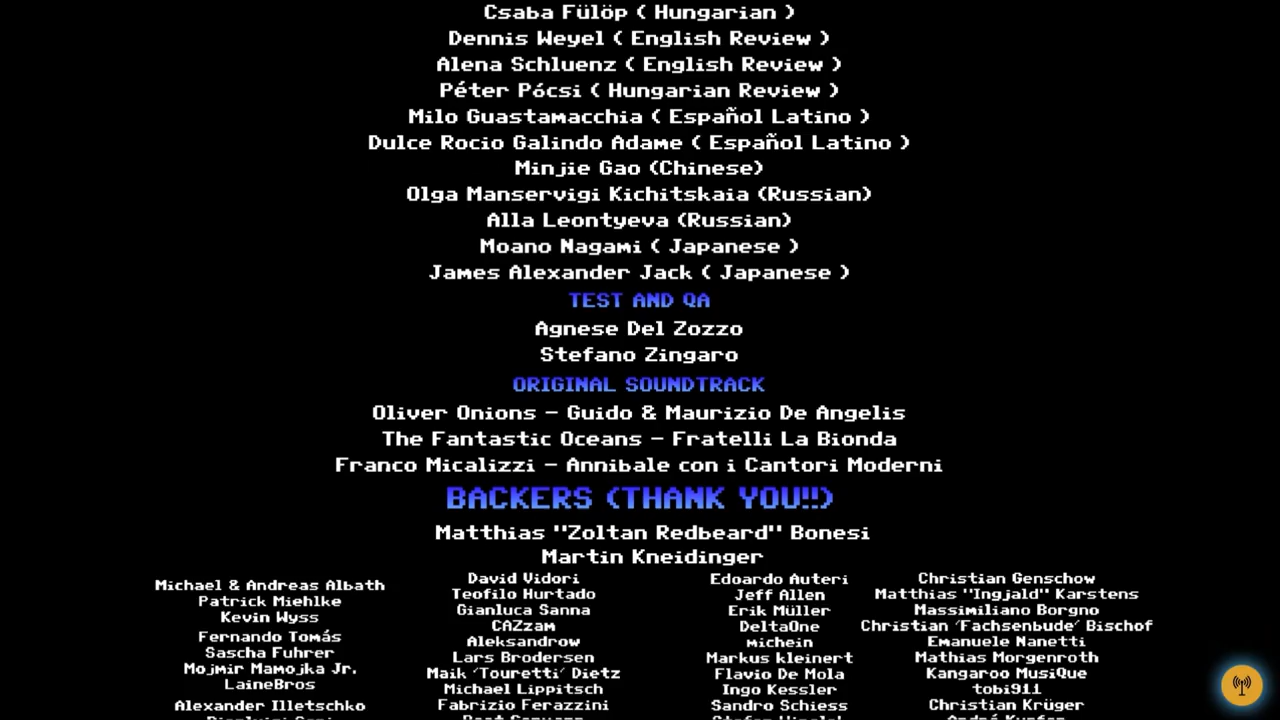 Csaba Fülöp ( Hungarian )
Dennis Weyel ( English Review )
Alena Schluenz ( English Review )
Péter Pócsi ( Hungarian Review )
Milo Guastamacchia ( Español Latino )
Dulce Rocio Galindo Adame ( Español Latino )
Minjie Gao (Chinese)
Olga Manservigi Kichitskaia (Russian)
Alla Leontyeva (Russian)
Moano Nagami ( Japanese )
James Alexander Jack ( Japanese )
TEST AND QA
Agnese Del Zozzo
Stefano Zingaro
ORIGINAL SOUNDTRACK
Oliver Onions – Guido & Maurizio De Angelis
The Fantastic Oceans – Fratelli La Bionda
Franco Micalizzi – Annibale con i Cantori Moderni
BACKERS (THANK YOU!!)
Matthias "Zoltan Redbeard" Bonesi
Martin Kneidinger
Michael & Andreas Albath
Patrick Miehlke
Kevin Wyss
Fernando Tomás
Sascha Fuhrer
Mojmir Mamojka Jr.
LaineBros
Alexander Illetschko
David Vidori
Teofilo Hurtado
Gianluca Sanna
CAZzam
Aleksandrow
Lars Brodersen
Maik 'Touretti' Dietz
Michael Lippitsch
Fabrizio Ferazzini
Edoardo Auteri
Jeff Allen
Erik Müller
DeltaOne
michein
Markus kleinert
Flavio De Mola
Ingo Kessler
Sandro Schiess
Christian Genschow
Matthias "Ingjald" Karstens
Massimiliano Borgno
Christian 'Fachsenbude' Bischof
Emanuele Nanetti
Mathias Morgenroth
Kangaroo MusiQue
tobi911
Christian Krüger